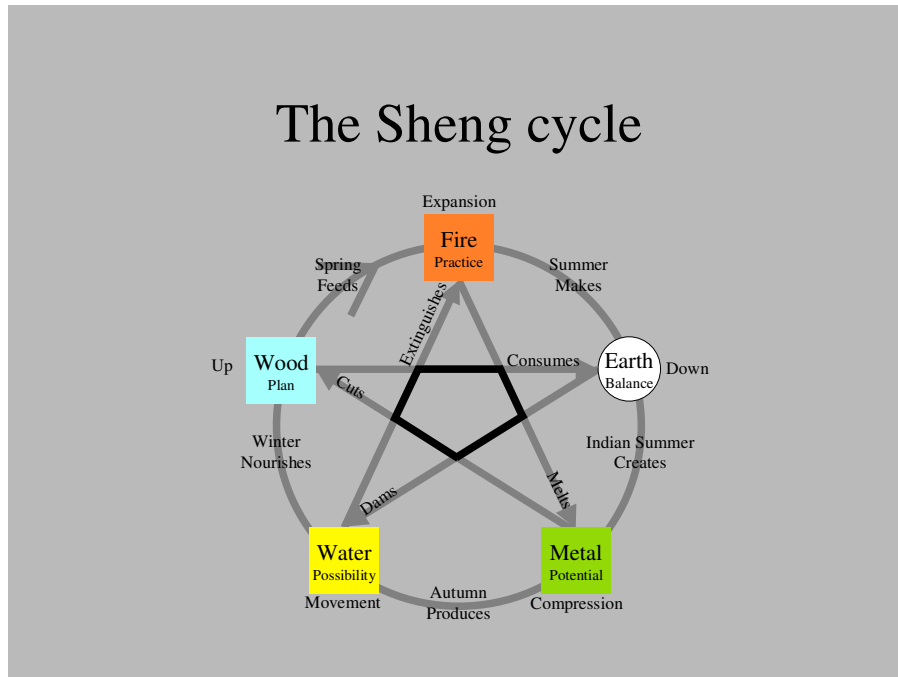 The Sheng cycle
Expansion
Fire
Practice
Spring
Feeds
Summer
Makes
Extinguishes
Up
Wood
Plan
Cuts
Consumes
Earth
Balance
Down
Winter
Nourishes
Indian Summer
Creates
Dams
Melts
Water
Possibility
Movement
Autumn
Produces
Metal
Potential
Compression